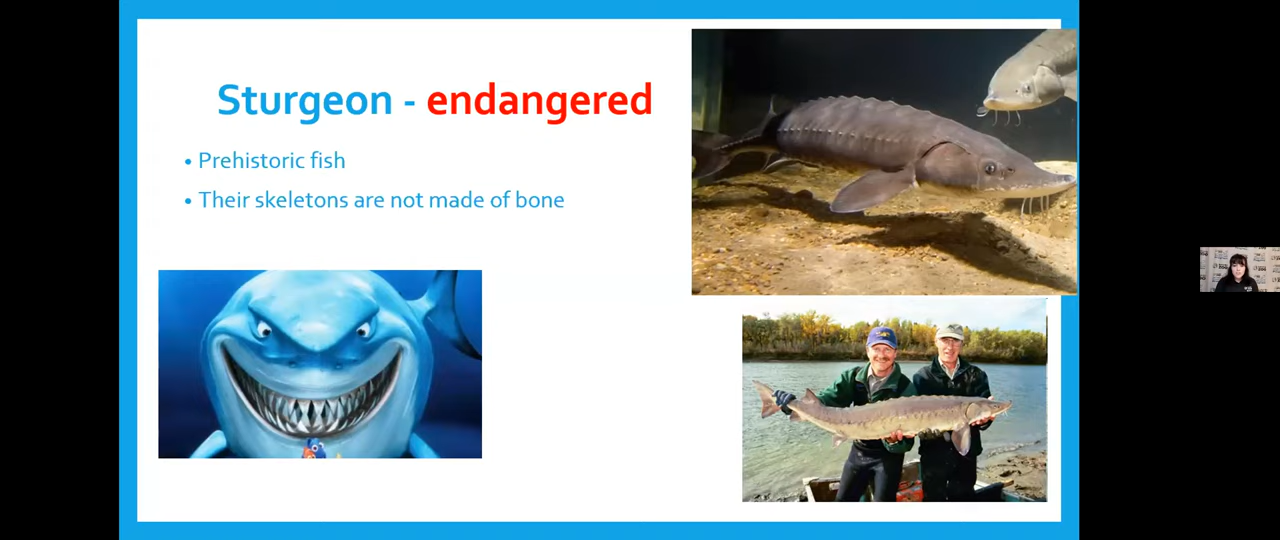 Sturgeon - endangered
• Prehistoric fish
• Their skeletons are not made of bone